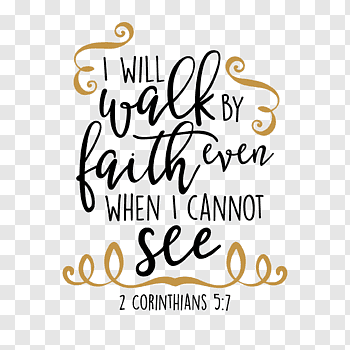 I WILL
walk BY
faith even
WHEN I CANNOT
see
2 CORINTHIANS 5:7